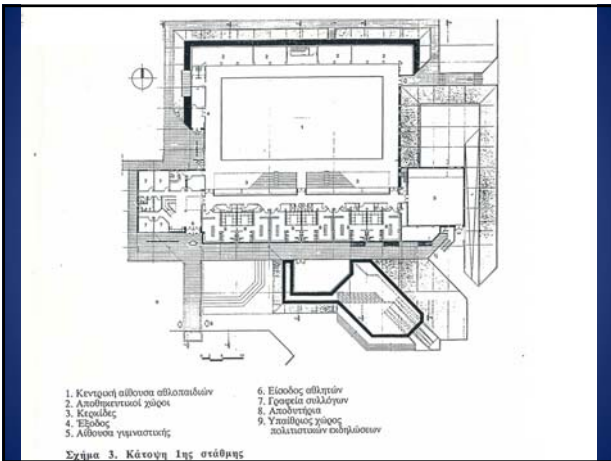 1. Κεντρική αίθουσα αθλοπαιδιών
2. Αποθηκευτικοί χώροι
3. Κερκίδες
4. Έξοδος
5. Αίθουσα γυμναστικής
6. Είσοδος αθλητών
7. Γραφεία συλλόγων
8. Αποδυτήρια
9. Υπαίθριος χώρος
πολιτιστικών εκδηλώσεων
Σχήμα 3. Κάτοψη 1ης στάθμης